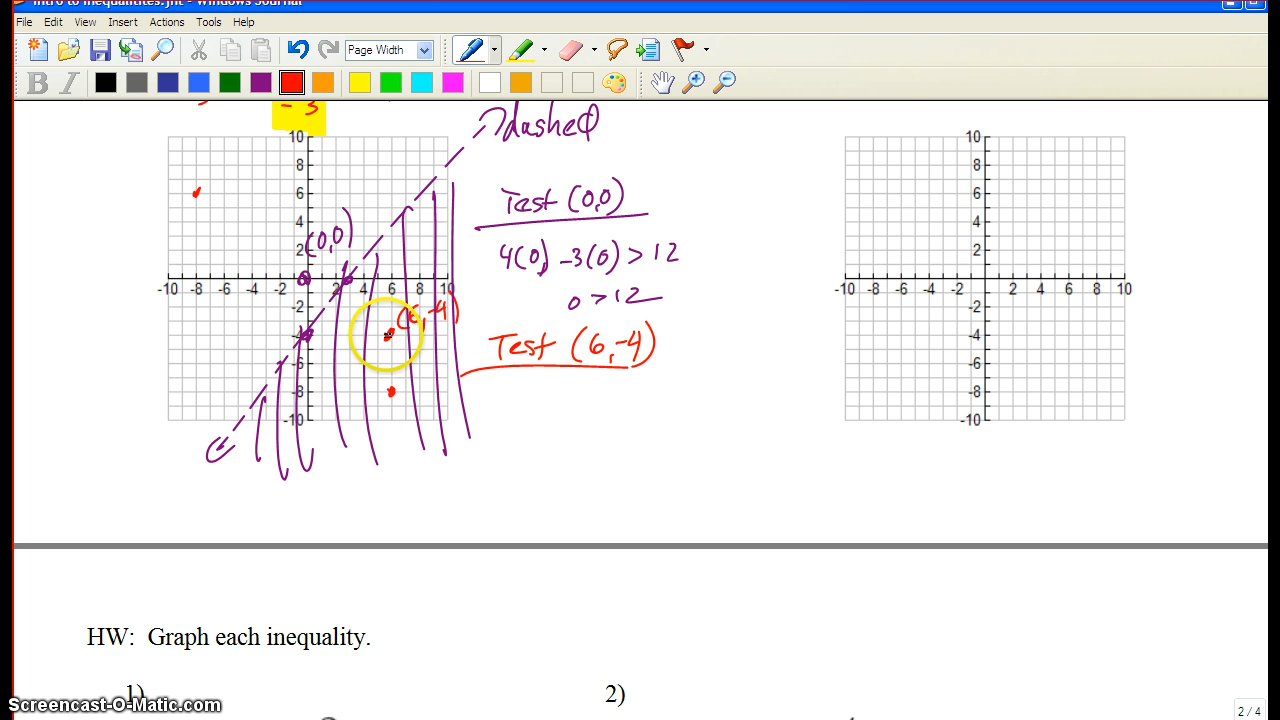 Intro to inequalities.jnt - Windows Journal
File Edit View Insert Actions Tools Help
Page Width
B I
- 3
dashed
10
8
6
4
2
-10 -8 -6 -4 -2 2 4 6 8 10
-2
-4
-6
-8
-10
(0,0)
(6,-4)
Test (0,0)
4(0) -3(0) > 12
0 > 12
Test (6,-4)
10
8
6
4
2
-10 -8 -6 -4 -2 2 4 6 8 10
-2
-4
-6
-8
-10
HW: Graph each inequality.
1) 2)
Screencast-O-Matic.com
2 / 4